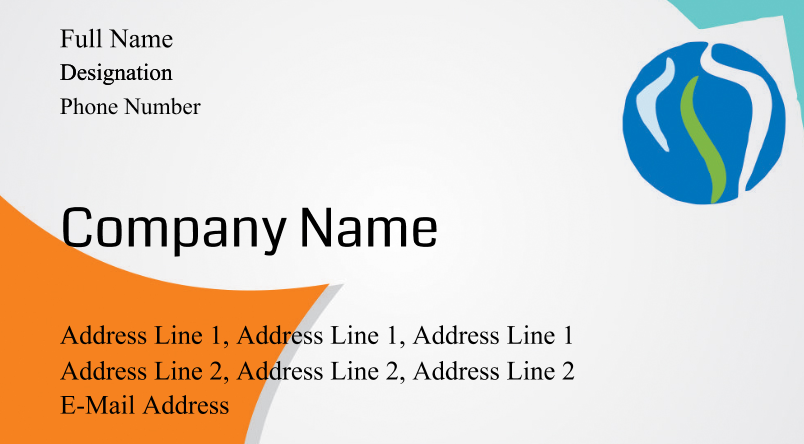 Full Name
Designation
Phone Number
Company Name
Address Line 1, Address Line 1, Address Line 1
Address Line 2, Address Line 2, Address Line 2
E-Mail Address